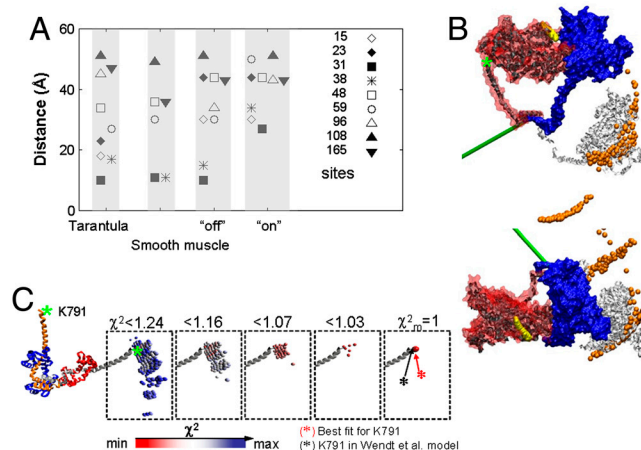 A
B
Distance (A)
60
40
20
0
15
23
31
38
48
59
96
108
165
sites
Tarantula
"off"
"on"
Smooth muscle
C
K791
χ²<1.24
<1.16
<1.07
<1.03
χ²m=1
χ²
min
max
(*) Best fit for K791
(*) K791 in Wendt et al. model